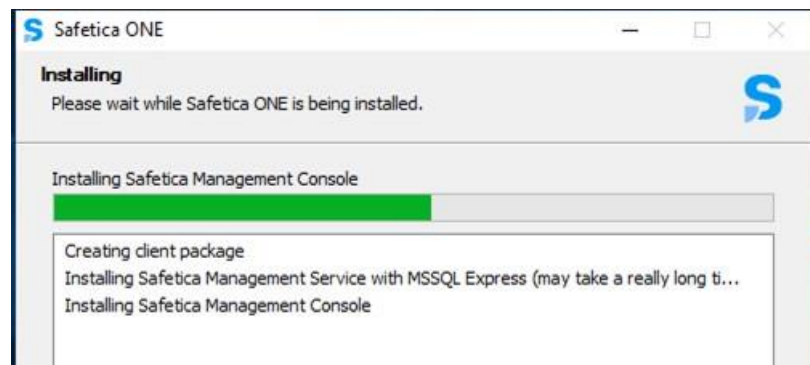 Safetica ONE
Installing
Please wait while Safetica ONE is being installed.
Installing Safetica Management Console
Creating client package
Installing Safetica Management Service with MSSQL Express (may take a really long ti...
Installing Safetica Management Console